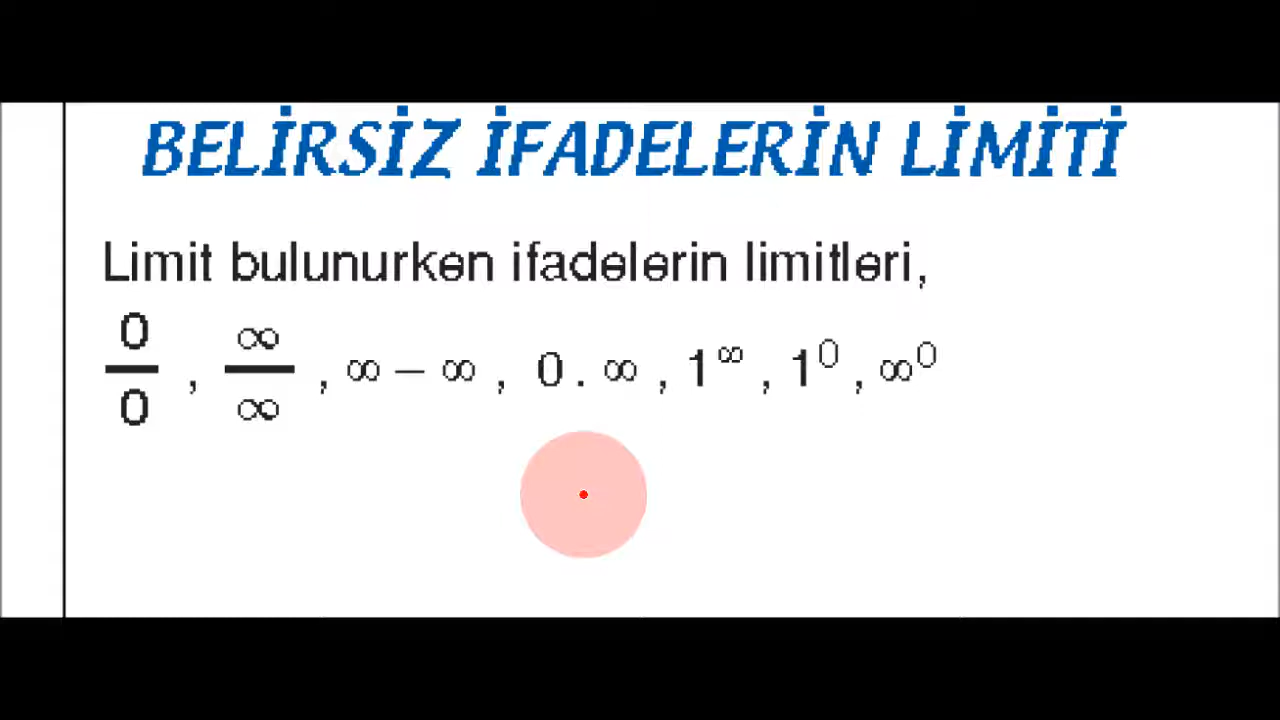 BELİRSİZ İFADELERİN LİMİTİ
Limit bulunurken ifadelerin limitleri,
0/0 , ∞/∞ , ∞ – ∞ , 0 . ∞ , 1^∞ , 1^0 , ∞^0